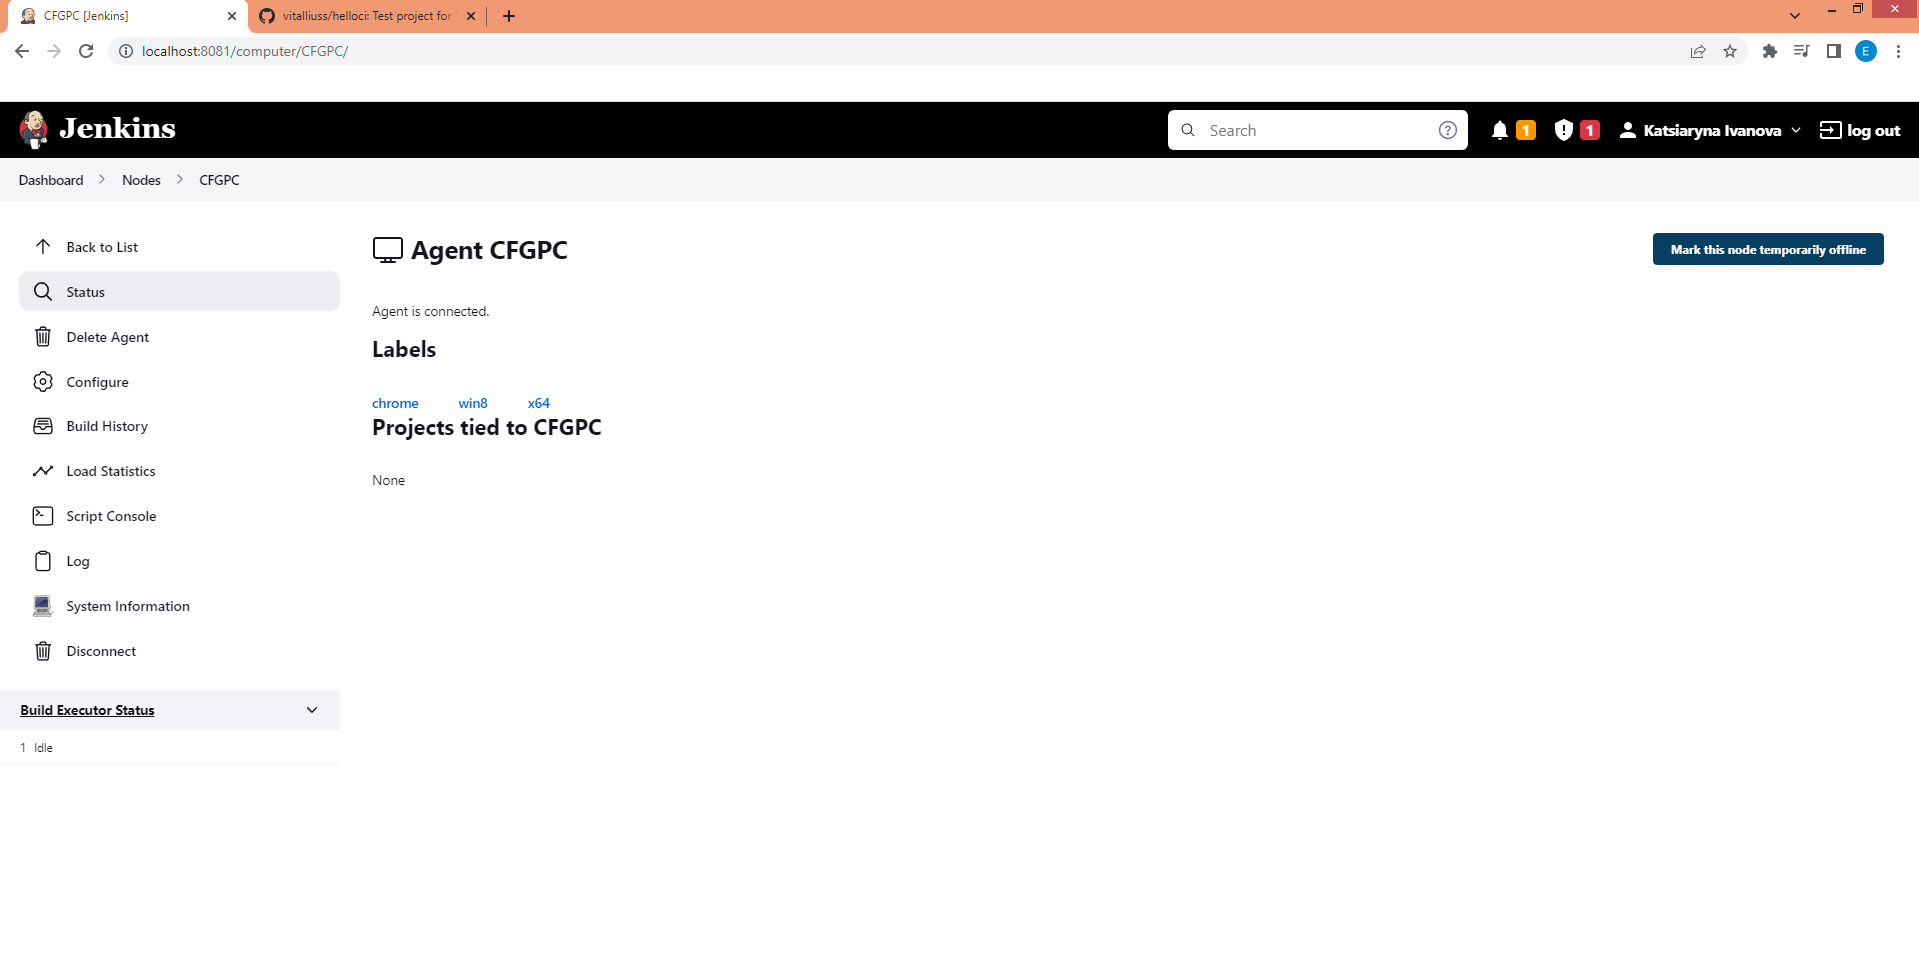 CFGPC [Jenkins]
vitalliuss/helloci: Test project for
localhost:8081/computer/CFGPC/
E
Jenkins
Search
1
1
Katsiaryna Ivanova
log out
Dashboard
Nodes
CFGPC
Back to List
Status
Delete Agent
Configure
Build History
Load Statistics
Script Console
Log
System Information
Disconnect
Build Executor Status
1 Idle
Agent CFGPC
Mark this node temporarily offline
Agent is connected.
Labels
chrome win8 x64
Projects tied to CFGPC
None